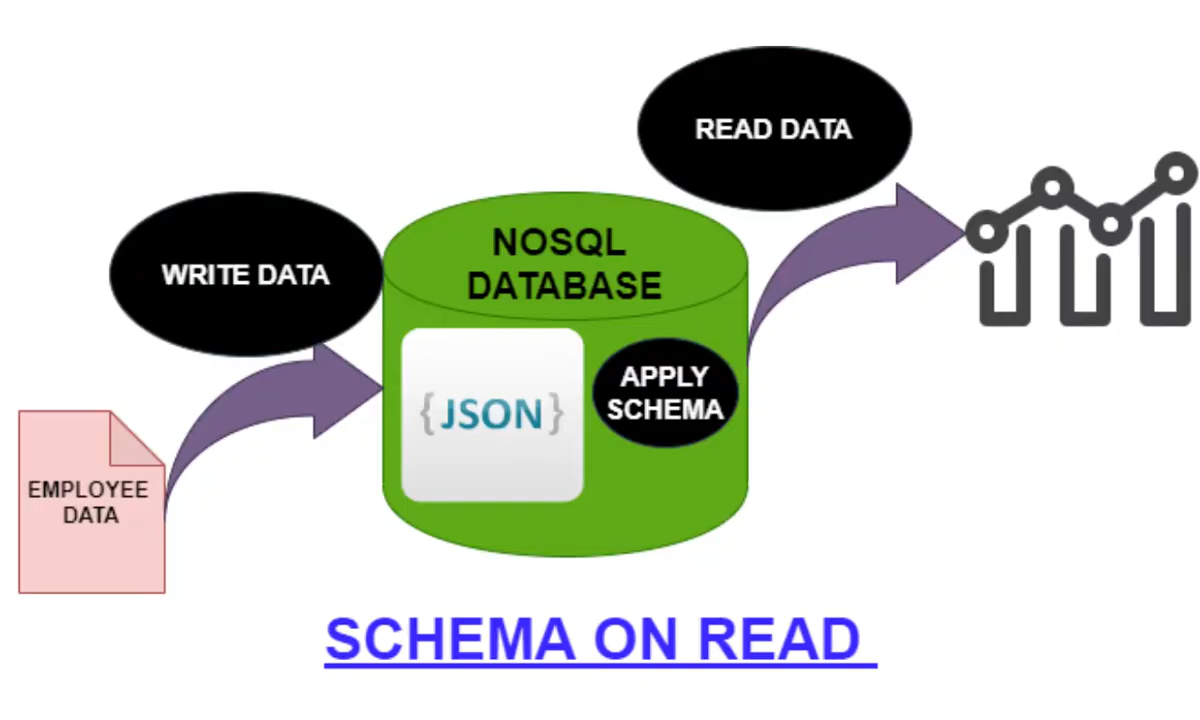 READ DATA
WRITE DATA
NOSQL
DATABASE
{JSON}
APPLY
SCHEMA
EMPLOYEE
DATA
SCHEMA ON READ